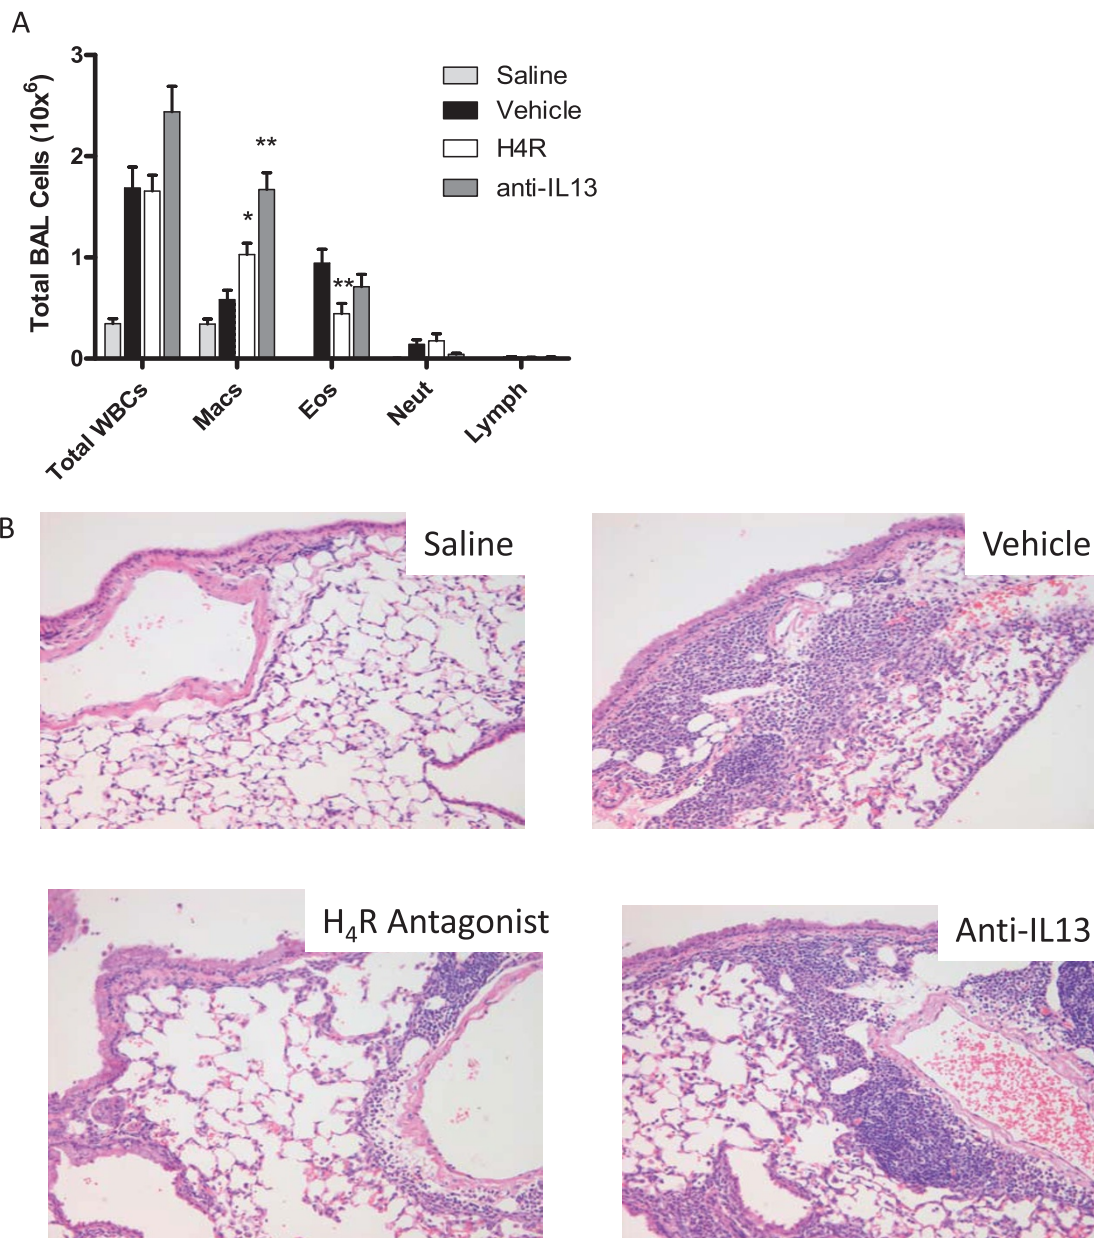 A
3
2
1
0
Total BAL Cells (10x⁶)
Saline
Vehicle
H4R
anti-IL13
*
**
**
Total WBCs
Macs
Eos
Neut
Lymph
B
Saline
Vehicle
H₄R Antagonist
Anti-IL13